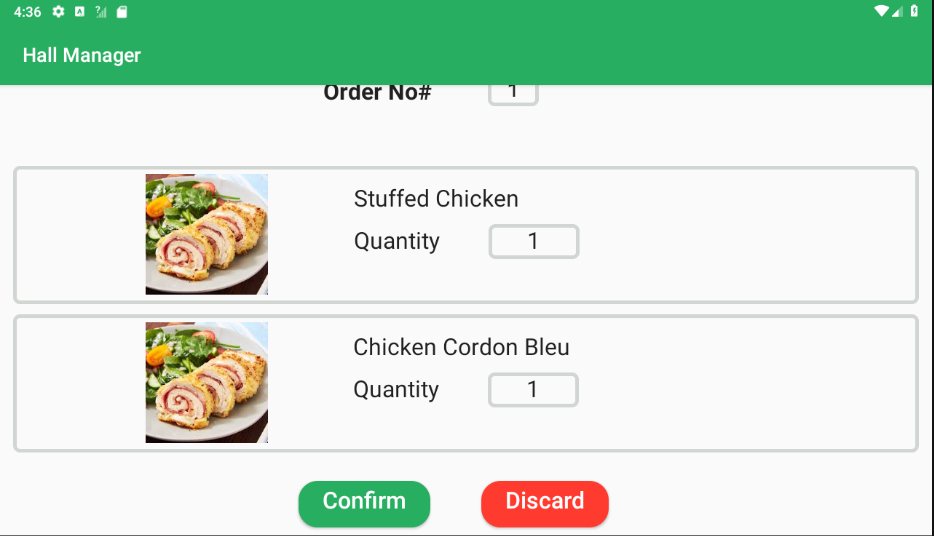 4:36
Hall Manager
Order No# 1
Stuffed Chicken
Quantity 1
Chicken Cordon Bleu
Quantity 1
Confirm Discard